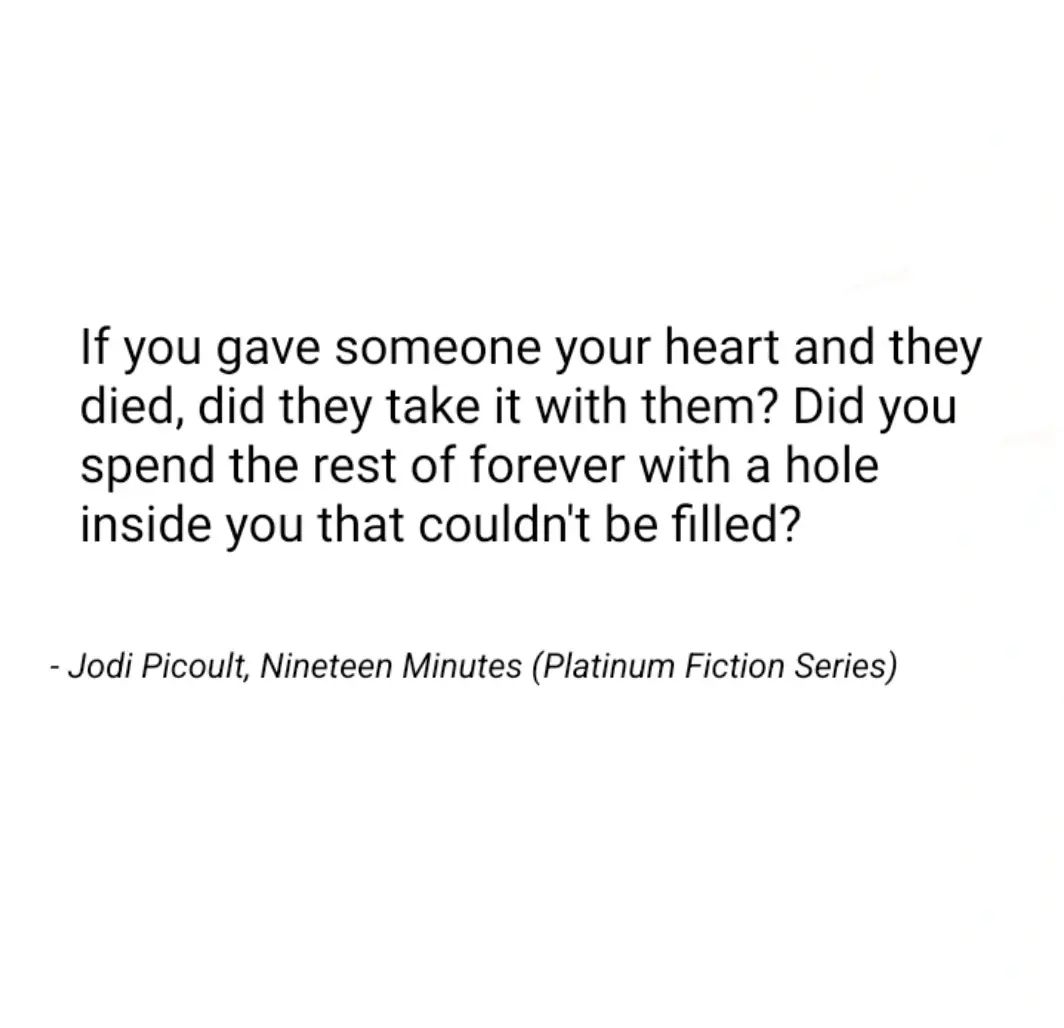 If you gave someone your heart and they
died, did they take it with them? Did you
spend the rest of forever with a hole
inside you that couldn't be filled?
- Jodi Picoult, Nineteen Minutes (Platinum Fiction Series)